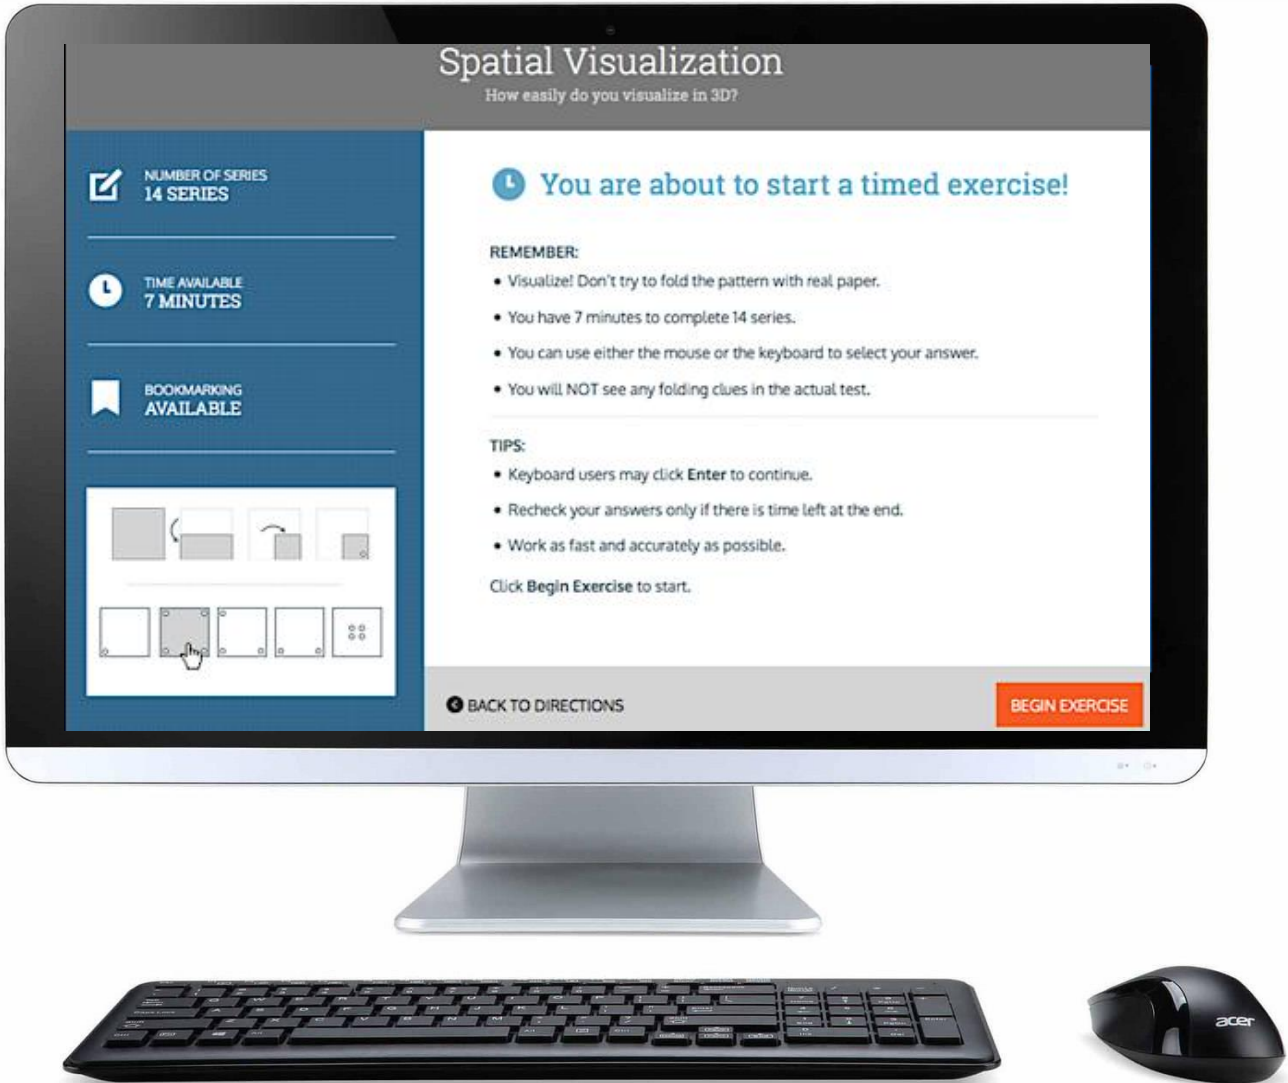 Spatial Visualization
How easily do you visualize in 3D?
NUMBER OF SERIES
14 SERIES
TIME AVAILABLE
7 MINUTES
BOOKMARKING
AVAILABLE
You are about to start a timed exercise!
REMEMBER:
• Visualize! Don't try to fold the pattern with real paper.
• You have 7 minutes to complete 14 series.
• You can use either the mouse or the keyboard to select your answer.
• You will NOT see any folding clues in the actual test.
TIPS:
• Keyboard users may click Enter to continue.
• Recheck your answers only if there is time left at the end.
• Work as fast and accurately as possible.
Click Begin Exercise to start.
BACK TO DIRECTIONS
BEGIN EXERCISE
acer